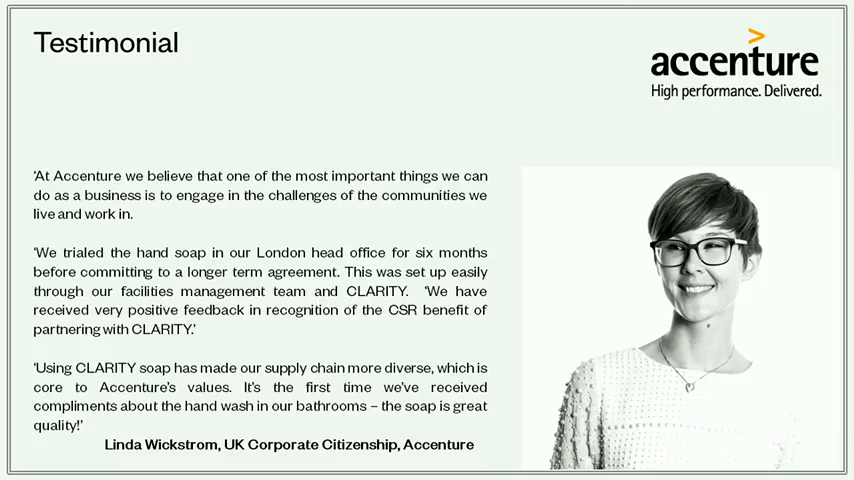 Testimonial
>
accenture
High performance. Delivered.
‘At Accenture we believe that one of the most important things we can
do as a business is to engage in the challenges of the communities we
live and work in.
‘We trialed the hand soap in our London head office for six months
before committing to a longer term agreement. This was set up easily
through our facilities management team and CLARITY. ‘We have
received very positive feedback in recognition of the CSR benefit of
partnering with CLARITY.’
‘Using CLARITY soap has made our supply chain more diverse, which is
core to Accenture’s values. It’s the first time we’ve received
compliments about the hand wash in our bathrooms – the soap is great
quality!’
Linda Wickstrom, UK Corporate Citizenship, Accenture